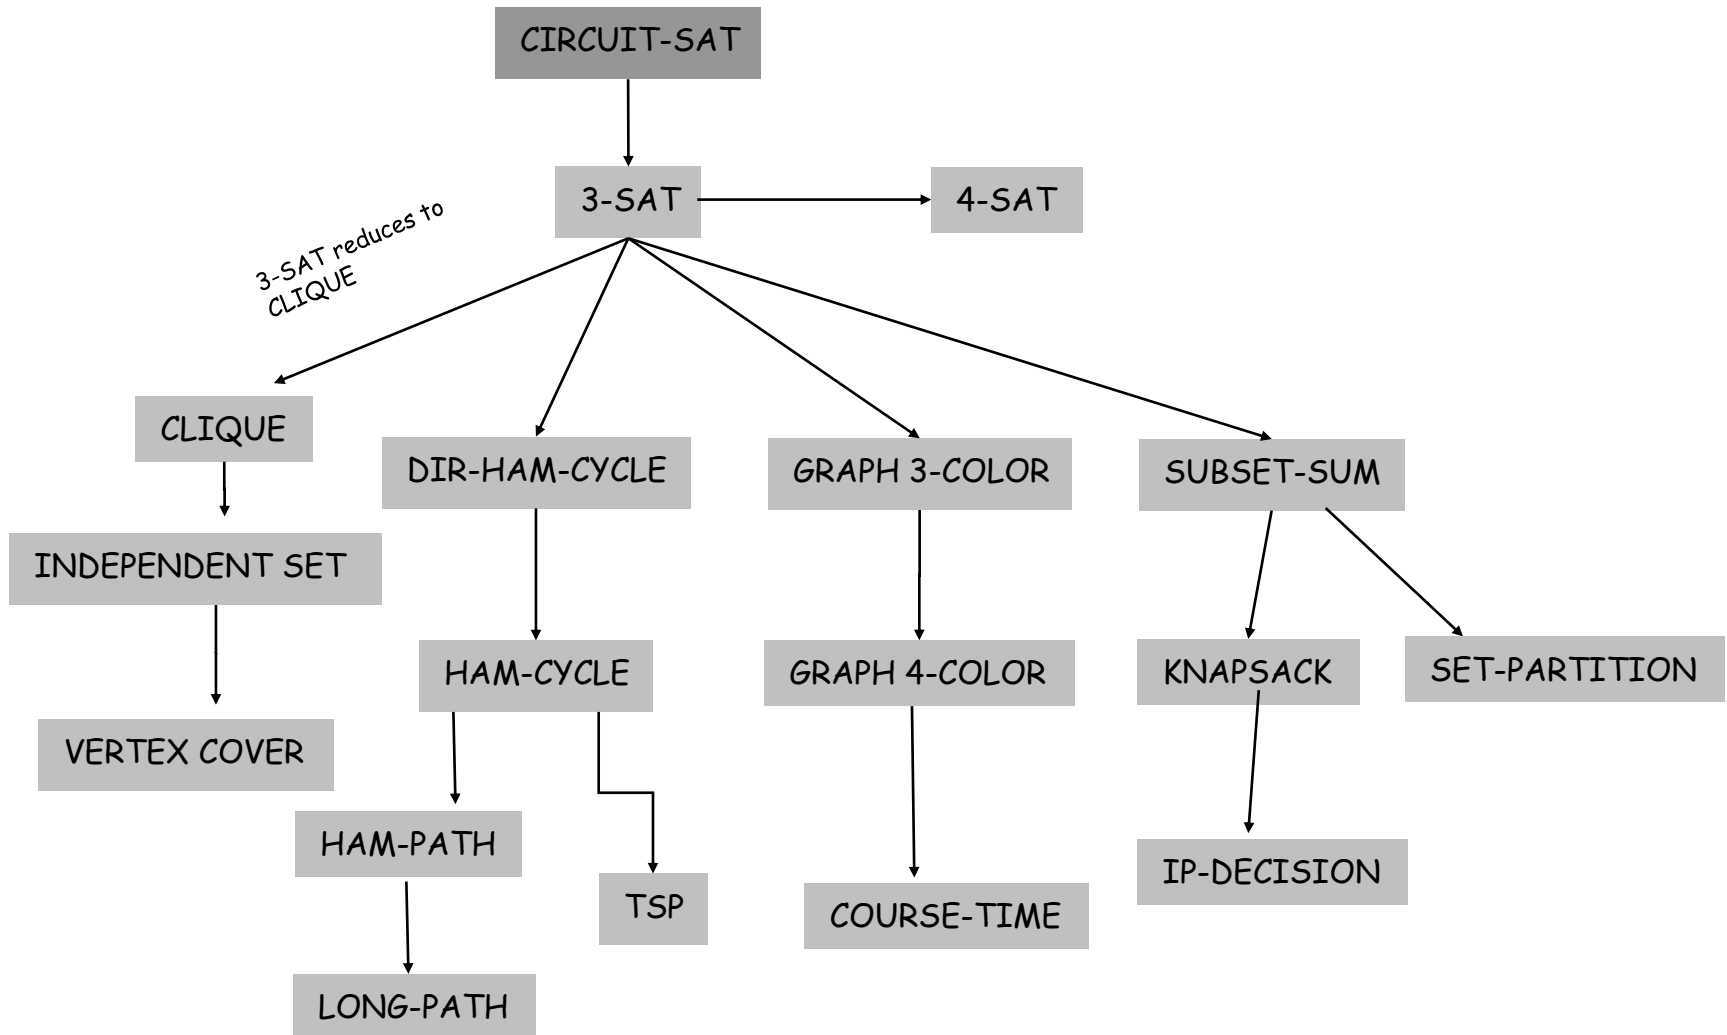 CIRCUIT-SAT
3-SAT
4-SAT
3-SAT reduces to
CLIQUE
CLIQUE
DIR-HAM-CYCLE
GRAPH 3-COLOR
SUBSET-SUM
INDEPENDENT SET
HAM-CYCLE
GRAPH 4-COLOR
KNAPSACK
SET-PARTITION
VERTEX COVER
HAM-PATH
IP-DECISION
TSP
COURSE-TIME
LONG-PATH